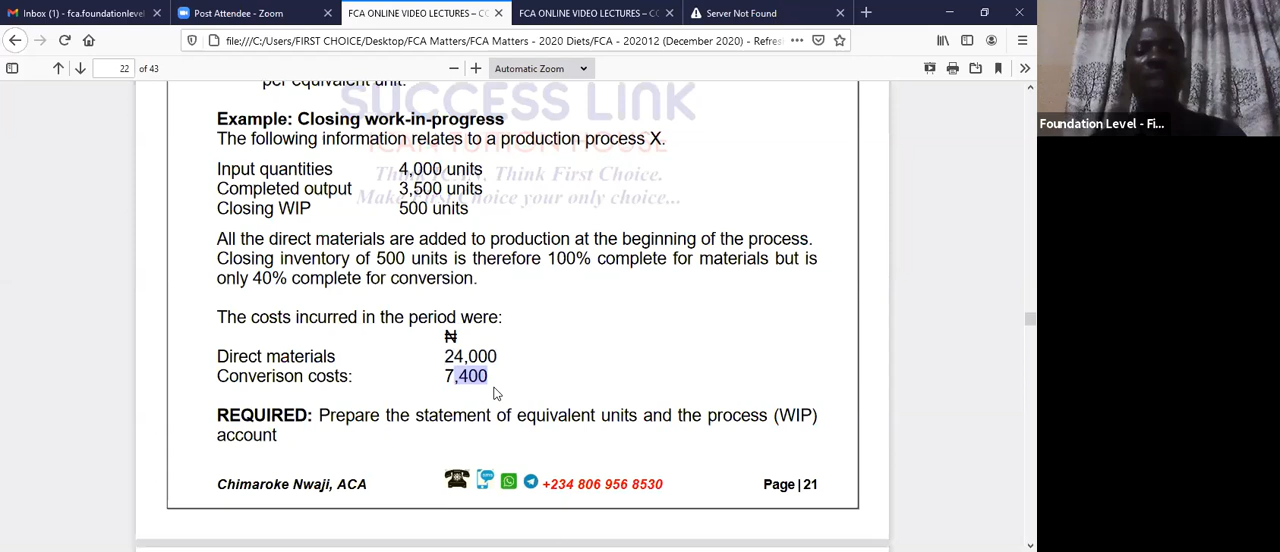 Inbox (1) - fca.foundationlevel
Post Attendee - Zoom
FCA ONLINE VIDEO LECTURES – CC
FCA ONLINE VIDEO LECTURES – CC
Server Not Found
file:///C:/Users/FIRST CHOICE/Desktop/FCA Matters/FCA Matters - 2020 Diets/FCA - 202012 (December 2020) - Refres
22 of 43
Automatic Zoom
Foundation Level - Fi...
per equivalent unit.
SUCCESS LINK
Example: Closing work-in-progress
ICAN TUITION HOUSE
The following information relates to a production process X.
Input quantities 4,000 units
Think First Choice.
Completed output 3,500 units
Make First Choice your only choice...
Closing WIP 500 units
All the direct materials are added to production at the beginning of the process.
Closing inventory of 500 units is therefore 100% complete for materials but is
only 40% complete for conversion.
The costs incurred in the period were:
₦
Direct materials 24,000
Converison costs: 7,400
REQUIRED: Prepare the statement of equivalent units and the process (WIP)
account
Chimaroke Nwaji, ACA +234 806 956 8530 Page|21